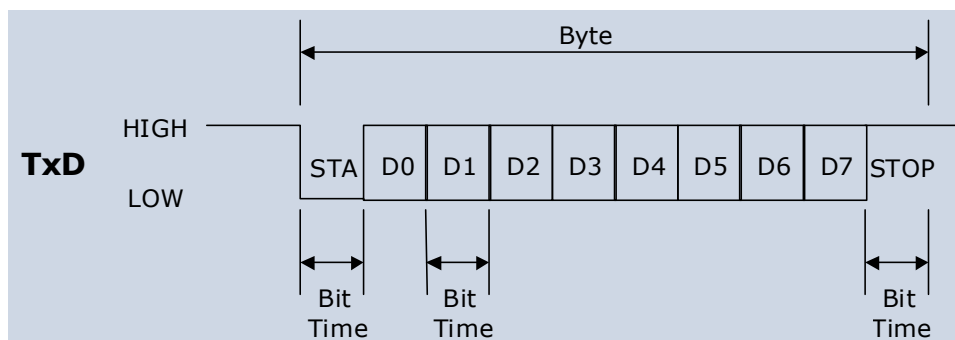 Byte
HIGH
TxD
LOW
STA D0 D1 D2 D3 D4 D5 D6 D7 STOP
Bit Time
Bit Time
Bit Time